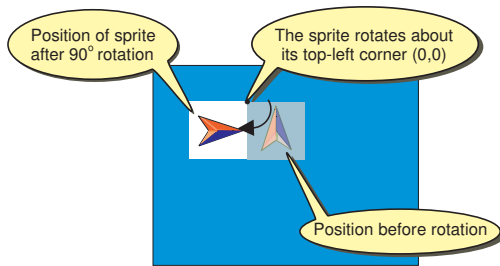 Position of sprite
after 90° rotation
The sprite rotates about
its top-left corner (0,0)
Position before rotation